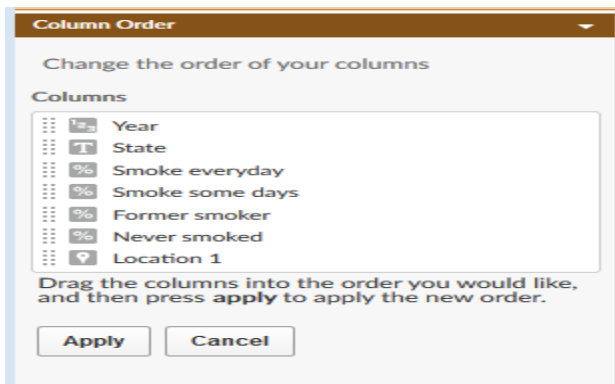 Column Order
Change the order of your columns
Columns
123 Year
T State
% Smoke everyday
% Smoke some days
% Former smoker
% Never smoked
Location 1
Drag the columns into the order you would like,
and then press apply to apply the new order.
Apply Cancel